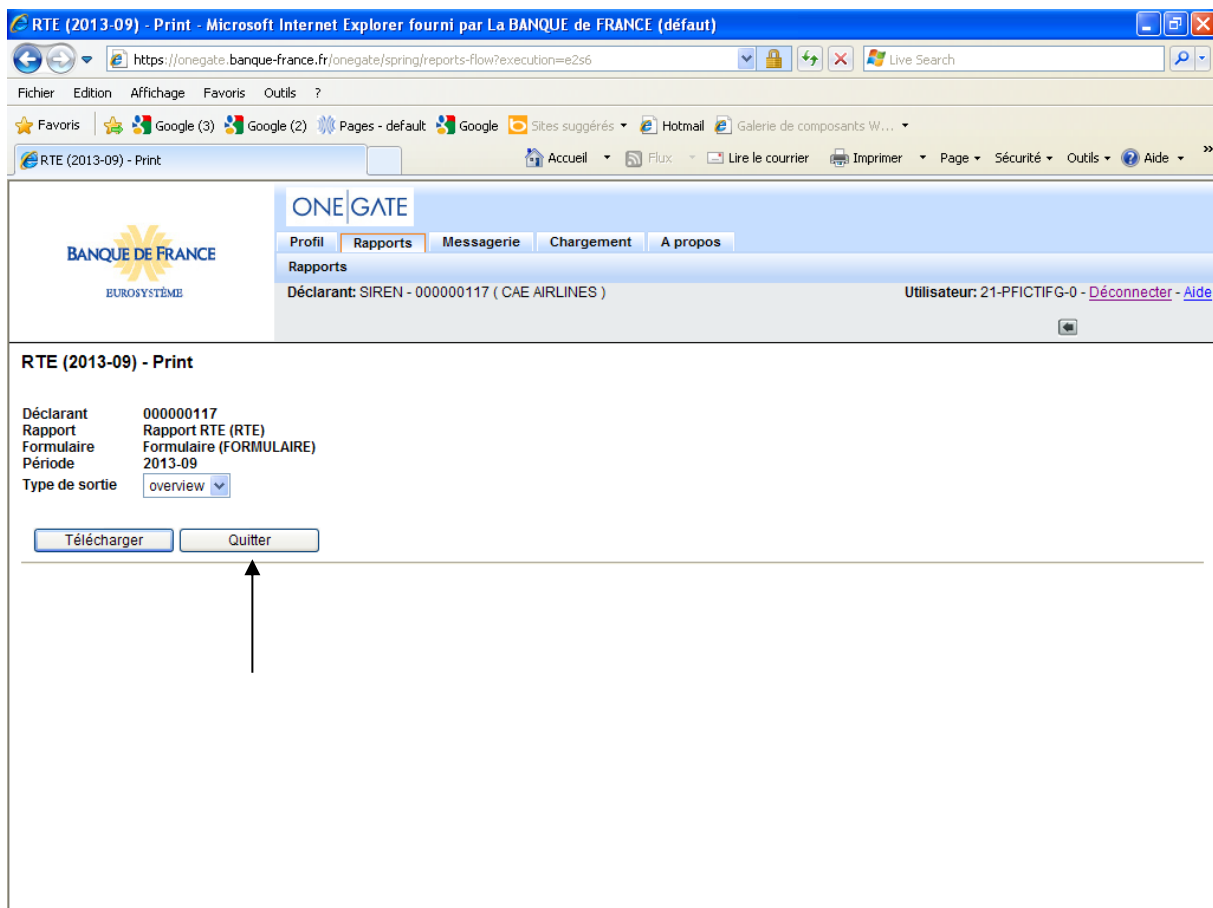 RTE (2013-09) - Print - Microsoft Internet Explorer fourni par La BANQUE de FRANCE (défaut)
https://onegate.banque-france.fr/onegate/spring/reports-flow?execution=e2s6 Live Search
Fichier Edition Affichage Favoris Outils ?
Favoris Google (3) Google (2) Pages - default Google Sites suggérés Hotmail Galerie de composants W...
RTE (2013-09) - Print Accueil Flux Lire le courrier Imprimer Page Sécurité Outils Aide »
ONE|GATE
BANQUE DE FRANCE
EUROSYSTÈME
Profil Rapports Messagerie Chargement A propos
Rapports
Déclarant: SIREN - 000000117 ( CAE AIRLINES ) Utilisateur: 21-PFICTIFG-0 - Déconnecter - Aide
RTE (2013-09) - Print
Déclarant 000000117
Rapport Rapport RTE (RTE)
Formulaire Formulaire (FORMULAIRE)
Période 2013-09
Type de sortie overview
Télécharger Quitter